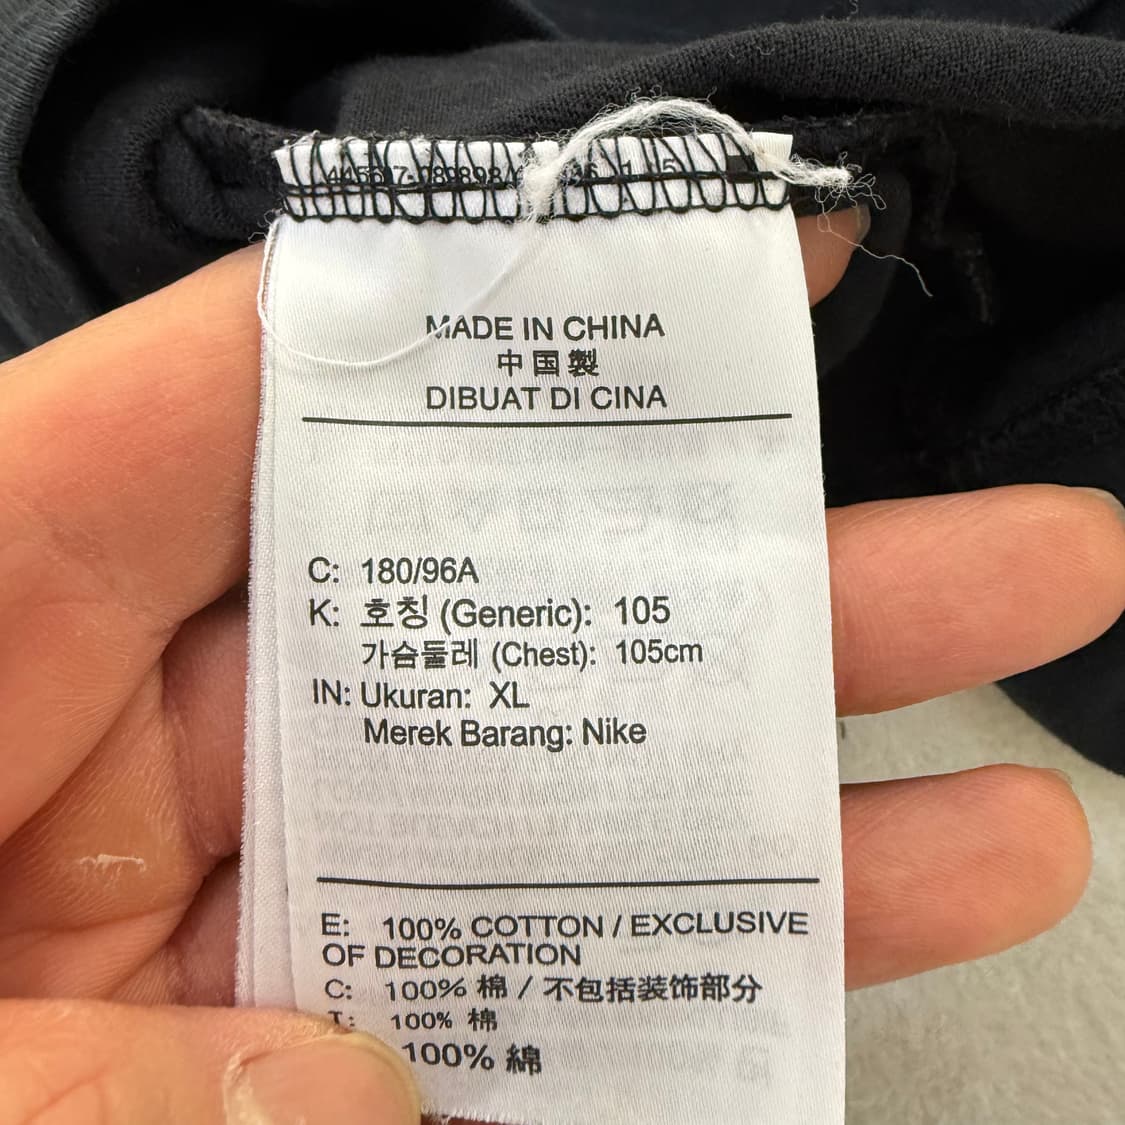 MADE IN CHINA
中国製
DIBUAT DI CINA
C: 180/96A
K: 호칭 (Generic): 105
가슴둘레 (Chest): 105cm
IN: Ukuran: XL
Merek Barang: Nike
E: 100% COTTON / EXCLUSIVE
OF DECORATION
C: 100% 棉 / 不包括装饰部分
T: 100% 棉
100% 綿